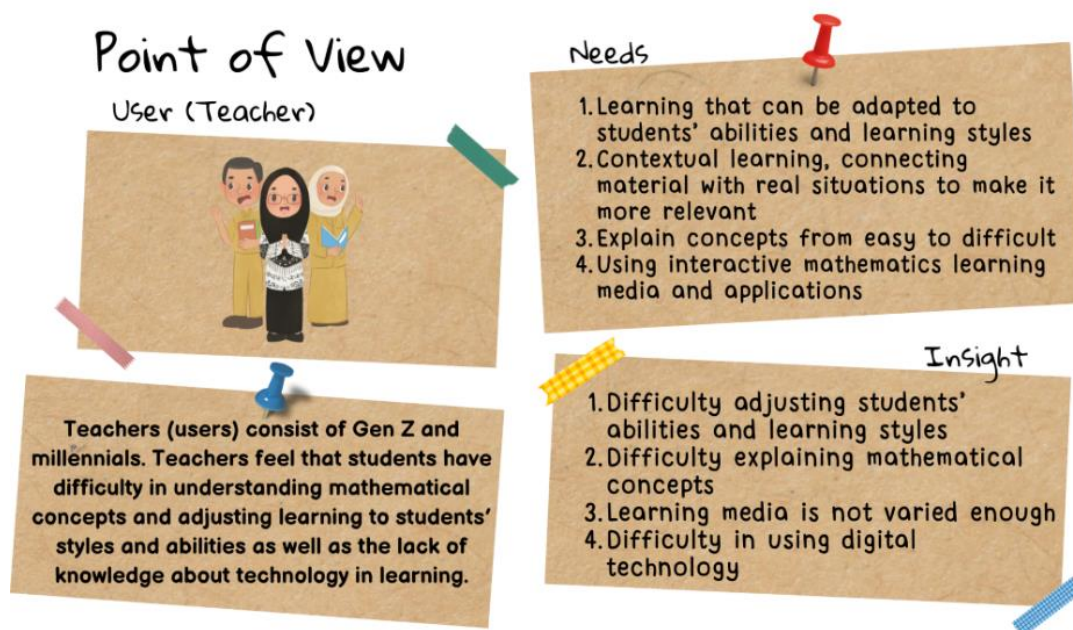 Point of View
User (Teacher)
Teachers (users) consist of Gen Z and
millennials. Teachers feel that students have
difficulty in understanding mathematical
concepts and adjusting learning to students'
styles and abilities as well as the lack of
knowledge about technology in learning.
Needs
1. Learning that can be adapted to
students' abilities and learning styles
2. Contextual learning, connecting
material with real situations to make it
more relevant
3. Explain concepts from easy to difficult
4. Using interactive mathematics learning
media and applications
Insight
1. Difficulty adjusting students'
abilities and learning styles
2. Difficulty explaining mathematical
concepts
3. Learning media is not varied enough
4. Difficulty in using digital
technology